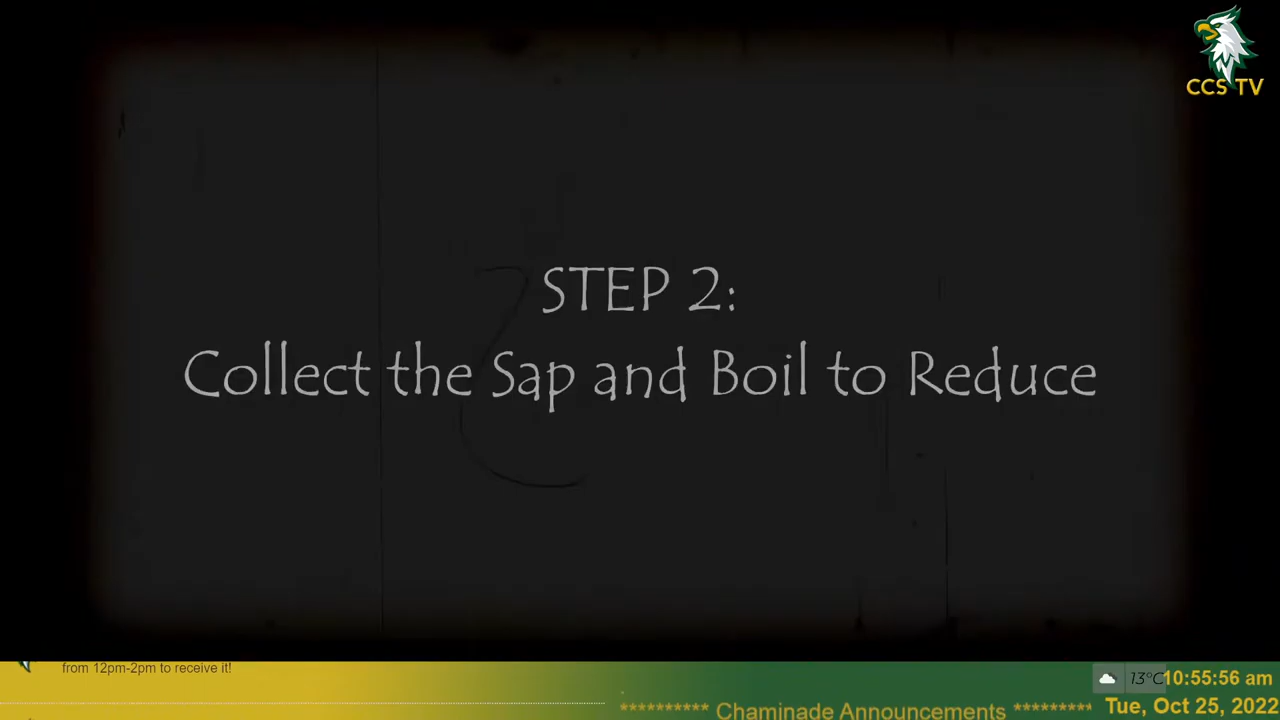 CCS TV
STEP 2:
Collect the Sap and Boil to Reduce
from 12pm-2pm to receive it!
13°C
10:55:56 am
********** Chaminade Announcements *********
Tue, Oct 25, 2022